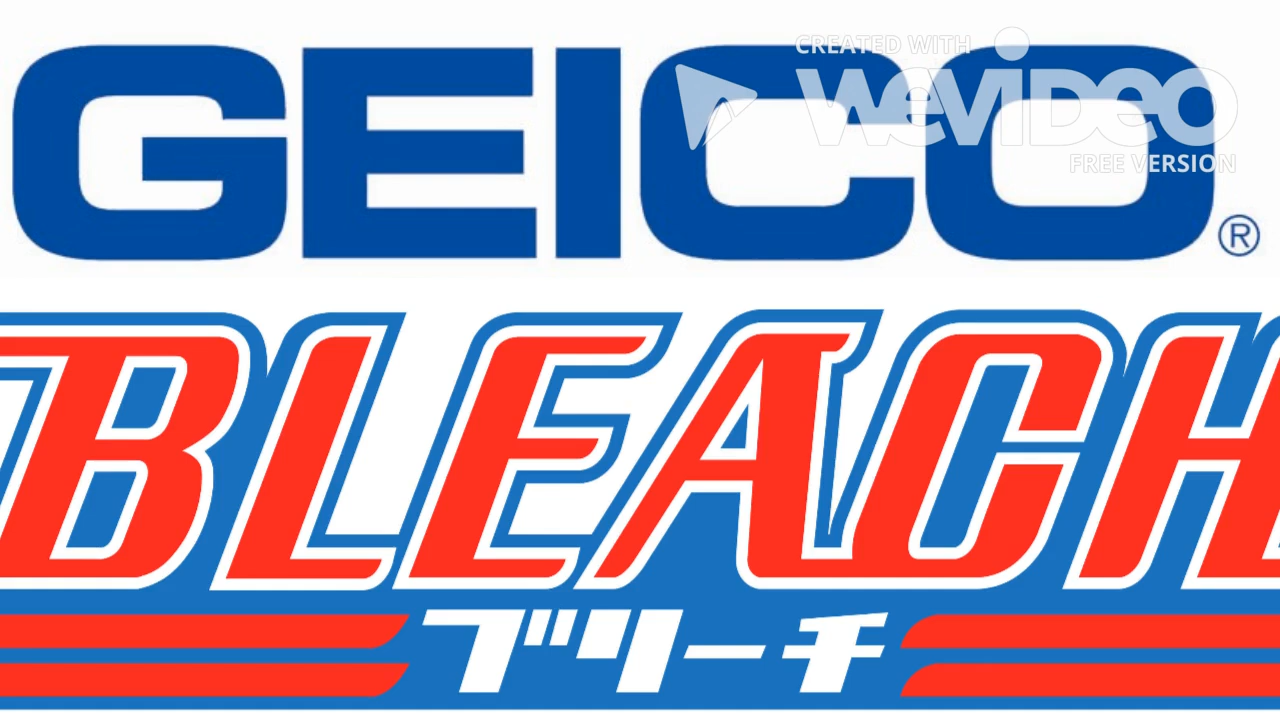 CREATED WITH
GEICO®
WeVideo
FREE VERSION
BLEACH
ブリーチ